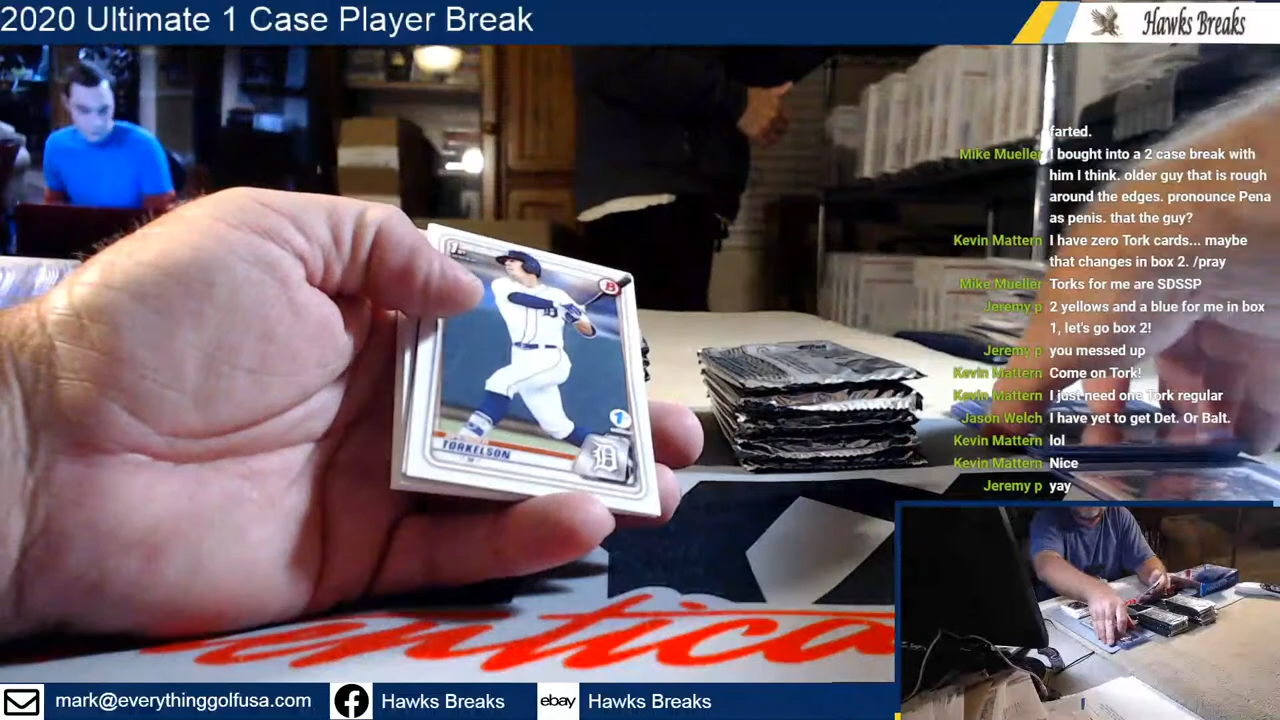 2020 Ultimate 1 Case Player Break
Hawks Breaks
farted.
Mike Mueller I bought into a 2 case break with
him I think. older guy that is rough
around the edges. pronounce Pena
as penis. that the guy?
Kevin Mattern I have zero Tork cards... maybe
that changes in box 2. /pray
Mike Mueller Torks for me are SDSSP
Jeremy p 2 yellows and a blue for me in box
1, let's go box 2!
Jeremy p you messed up
Kevin Mattern Come on Tork!
Kevin Mattern I just need one Tork regular
Jason Welch I have yet to get Det. Or Balt.
Kevin Mattern lol
Kevin Mattern Nice
Jeremy p yay
1st
B
D
1
TORKELSON
D
entica
mark@everythinggolfusa.com
Hawks Breaks
ebay
Hawks Breaks